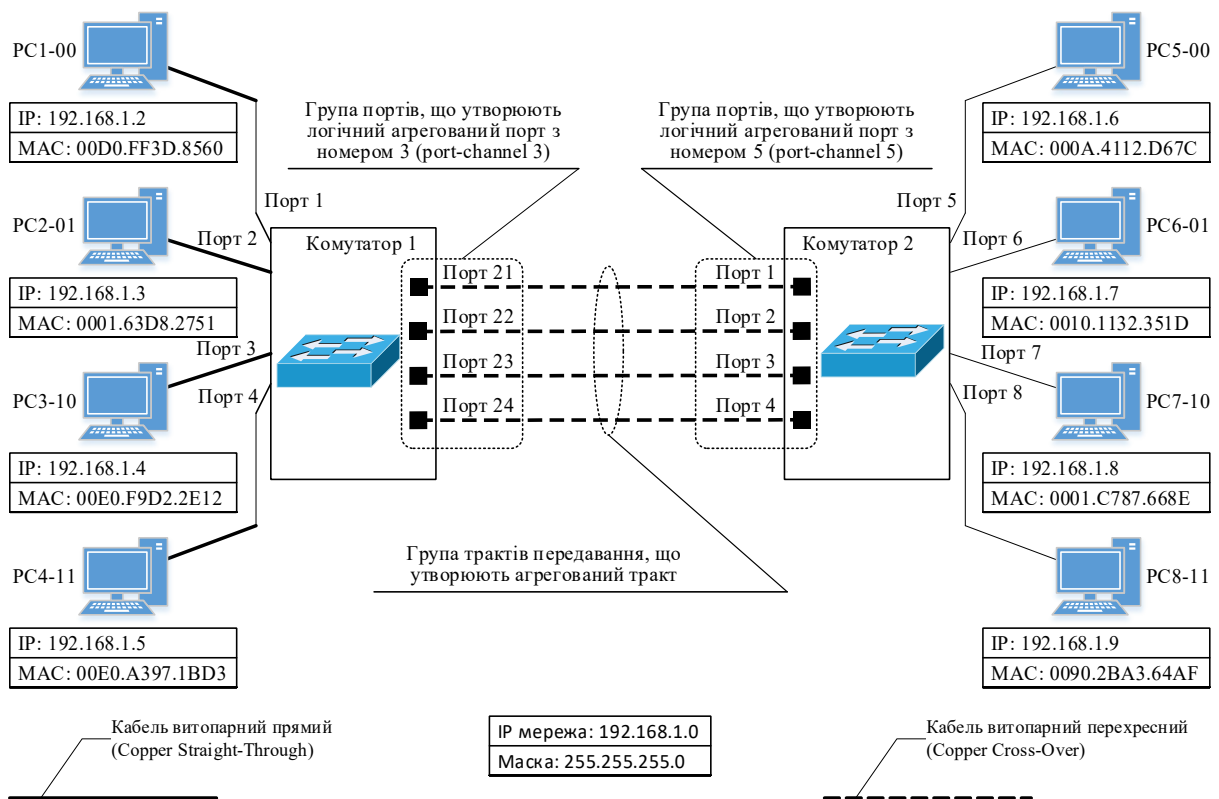 PC1-00
IP: 192.168.1.2
MAC: 00D0.FF3D.8560
Порт 1
PC2-01
Порт 2
IP: 192.168.1.3
MAC: 0001.63D8.2751
Порт 3
PC3-10
Порт 4
IP: 192.168.1.4
MAC: 00E0.F9D2.2E12
PC4-11
IP: 192.168.1.5
MAC: 00E0.A397.1BD3
Група портів, що утворюють
логічний агрегований порт з
номером 3 (port-channel 3)
Група портів, що утворюють
логічний агрегований порт з
номером 5 (port-channel 5)
Комутатор 1
Порт 21
Порт 22
Порт 23
Порт 24
Комутатор 2
Порт 1
Порт 2
Порт 3
Порт 4
Група трактів передавання, що
утворюють агрегований тракт
PC5-00
IP: 192.168.1.6
MAC: 000A.4112.D67C
Порт 5
PC6-01
Порт 6
IP: 192.168.1.7
MAC: 0010.1132.351D
Порт 7
PC7-10
Порт 8
IP: 192.168.1.8
MAC: 0001.C787.668E
PC8-11
IP: 192.168.1.9
MAC: 0090.2BA3.64AF
Кабель витопарний прямий
(Copper Straight-Through)
IP мережа: 192.168.1.0
Маска: 255.255.255.0
Кабель витопарний перехресний
(Copper Cross-Over)